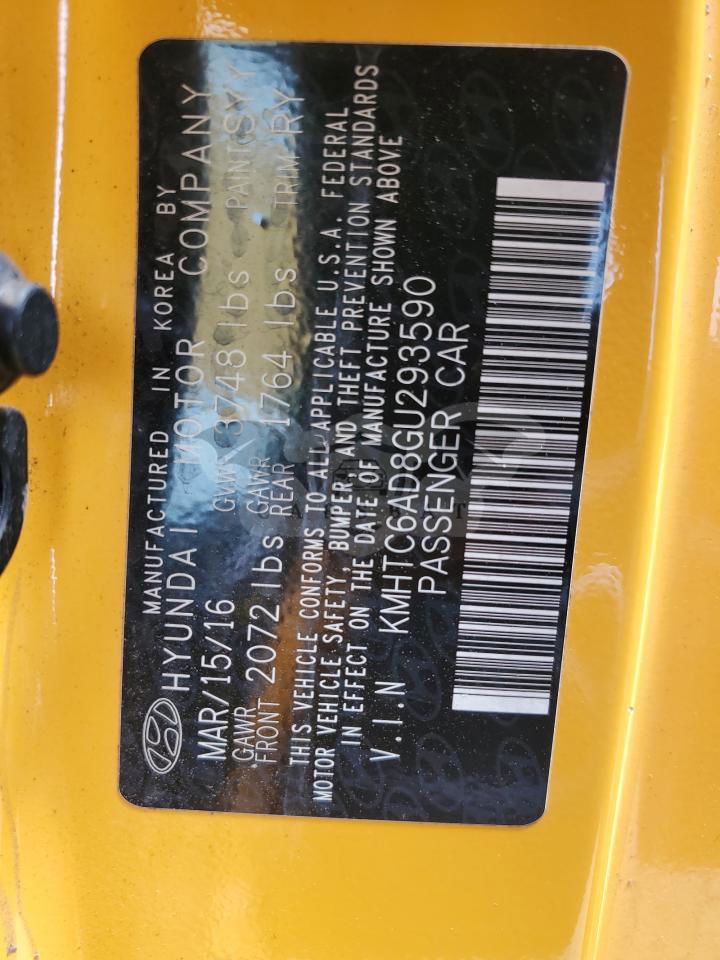 MANUFACTURED IN KOREA BY
HYUNDAI MOTOR COMPANY
MAR/15/16 GVWR 3748 lbs PAINT SYY
GAWR FRONT 2072 lbs GAWR REAR 1764 lbs TRIM RY
THIS VEHICLE CONFORMS TO ALL APPLICABLE U.S.A. FEDERAL
MOTOR VEHICLE SAFETY, BUMPER, AND THEFT PREVENTION STANDARDS
IN EFFECT ON THE DATE OF MANUFACTURE SHOWN ABOVE
V.I.N KMHTC6AD8GU293590
PASSENGER CAR